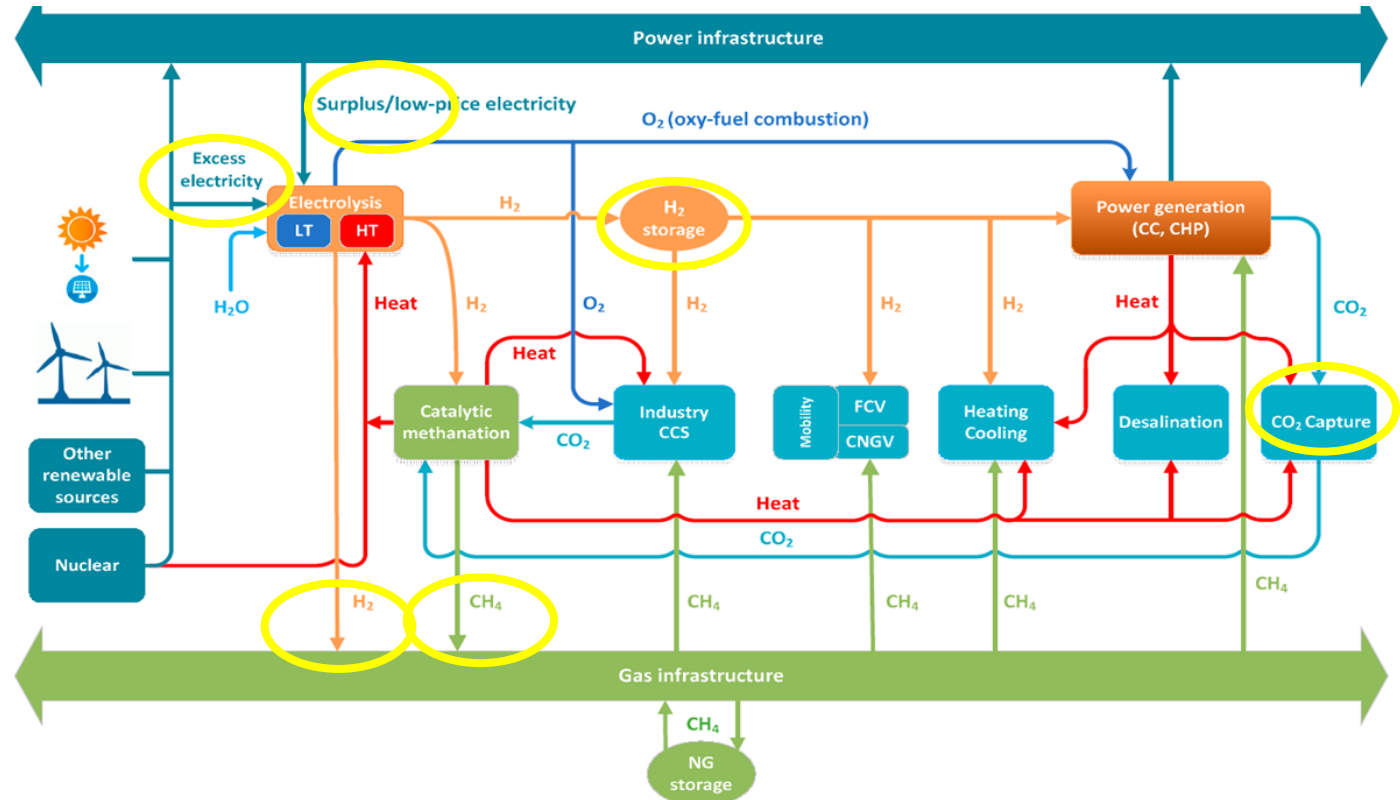 Power infrastructure
Surplus/low-price electricity
O₂ (oxy-fuel combustion)
Excess
electricity
Electrolysis
LT
HT
H₂
H₂
storage
Power generation
(CC, CHP)
H₂O
Heat
H₂
O₂
H₂
H₂
H₂
Heat
CO₂
Heat
Catalytic
methanation
CO₂
Industry
CCS
Mobility
FCV
CNGV
Heating
Cooling
Desalination
CO₂ Capture
Other
renewable
sources
Heat
CO₂
Nuclear
H₂
CH₄
CH₄
CH₄
CH₄
CH₄
Gas infrastructure
CH₄
NG
storage